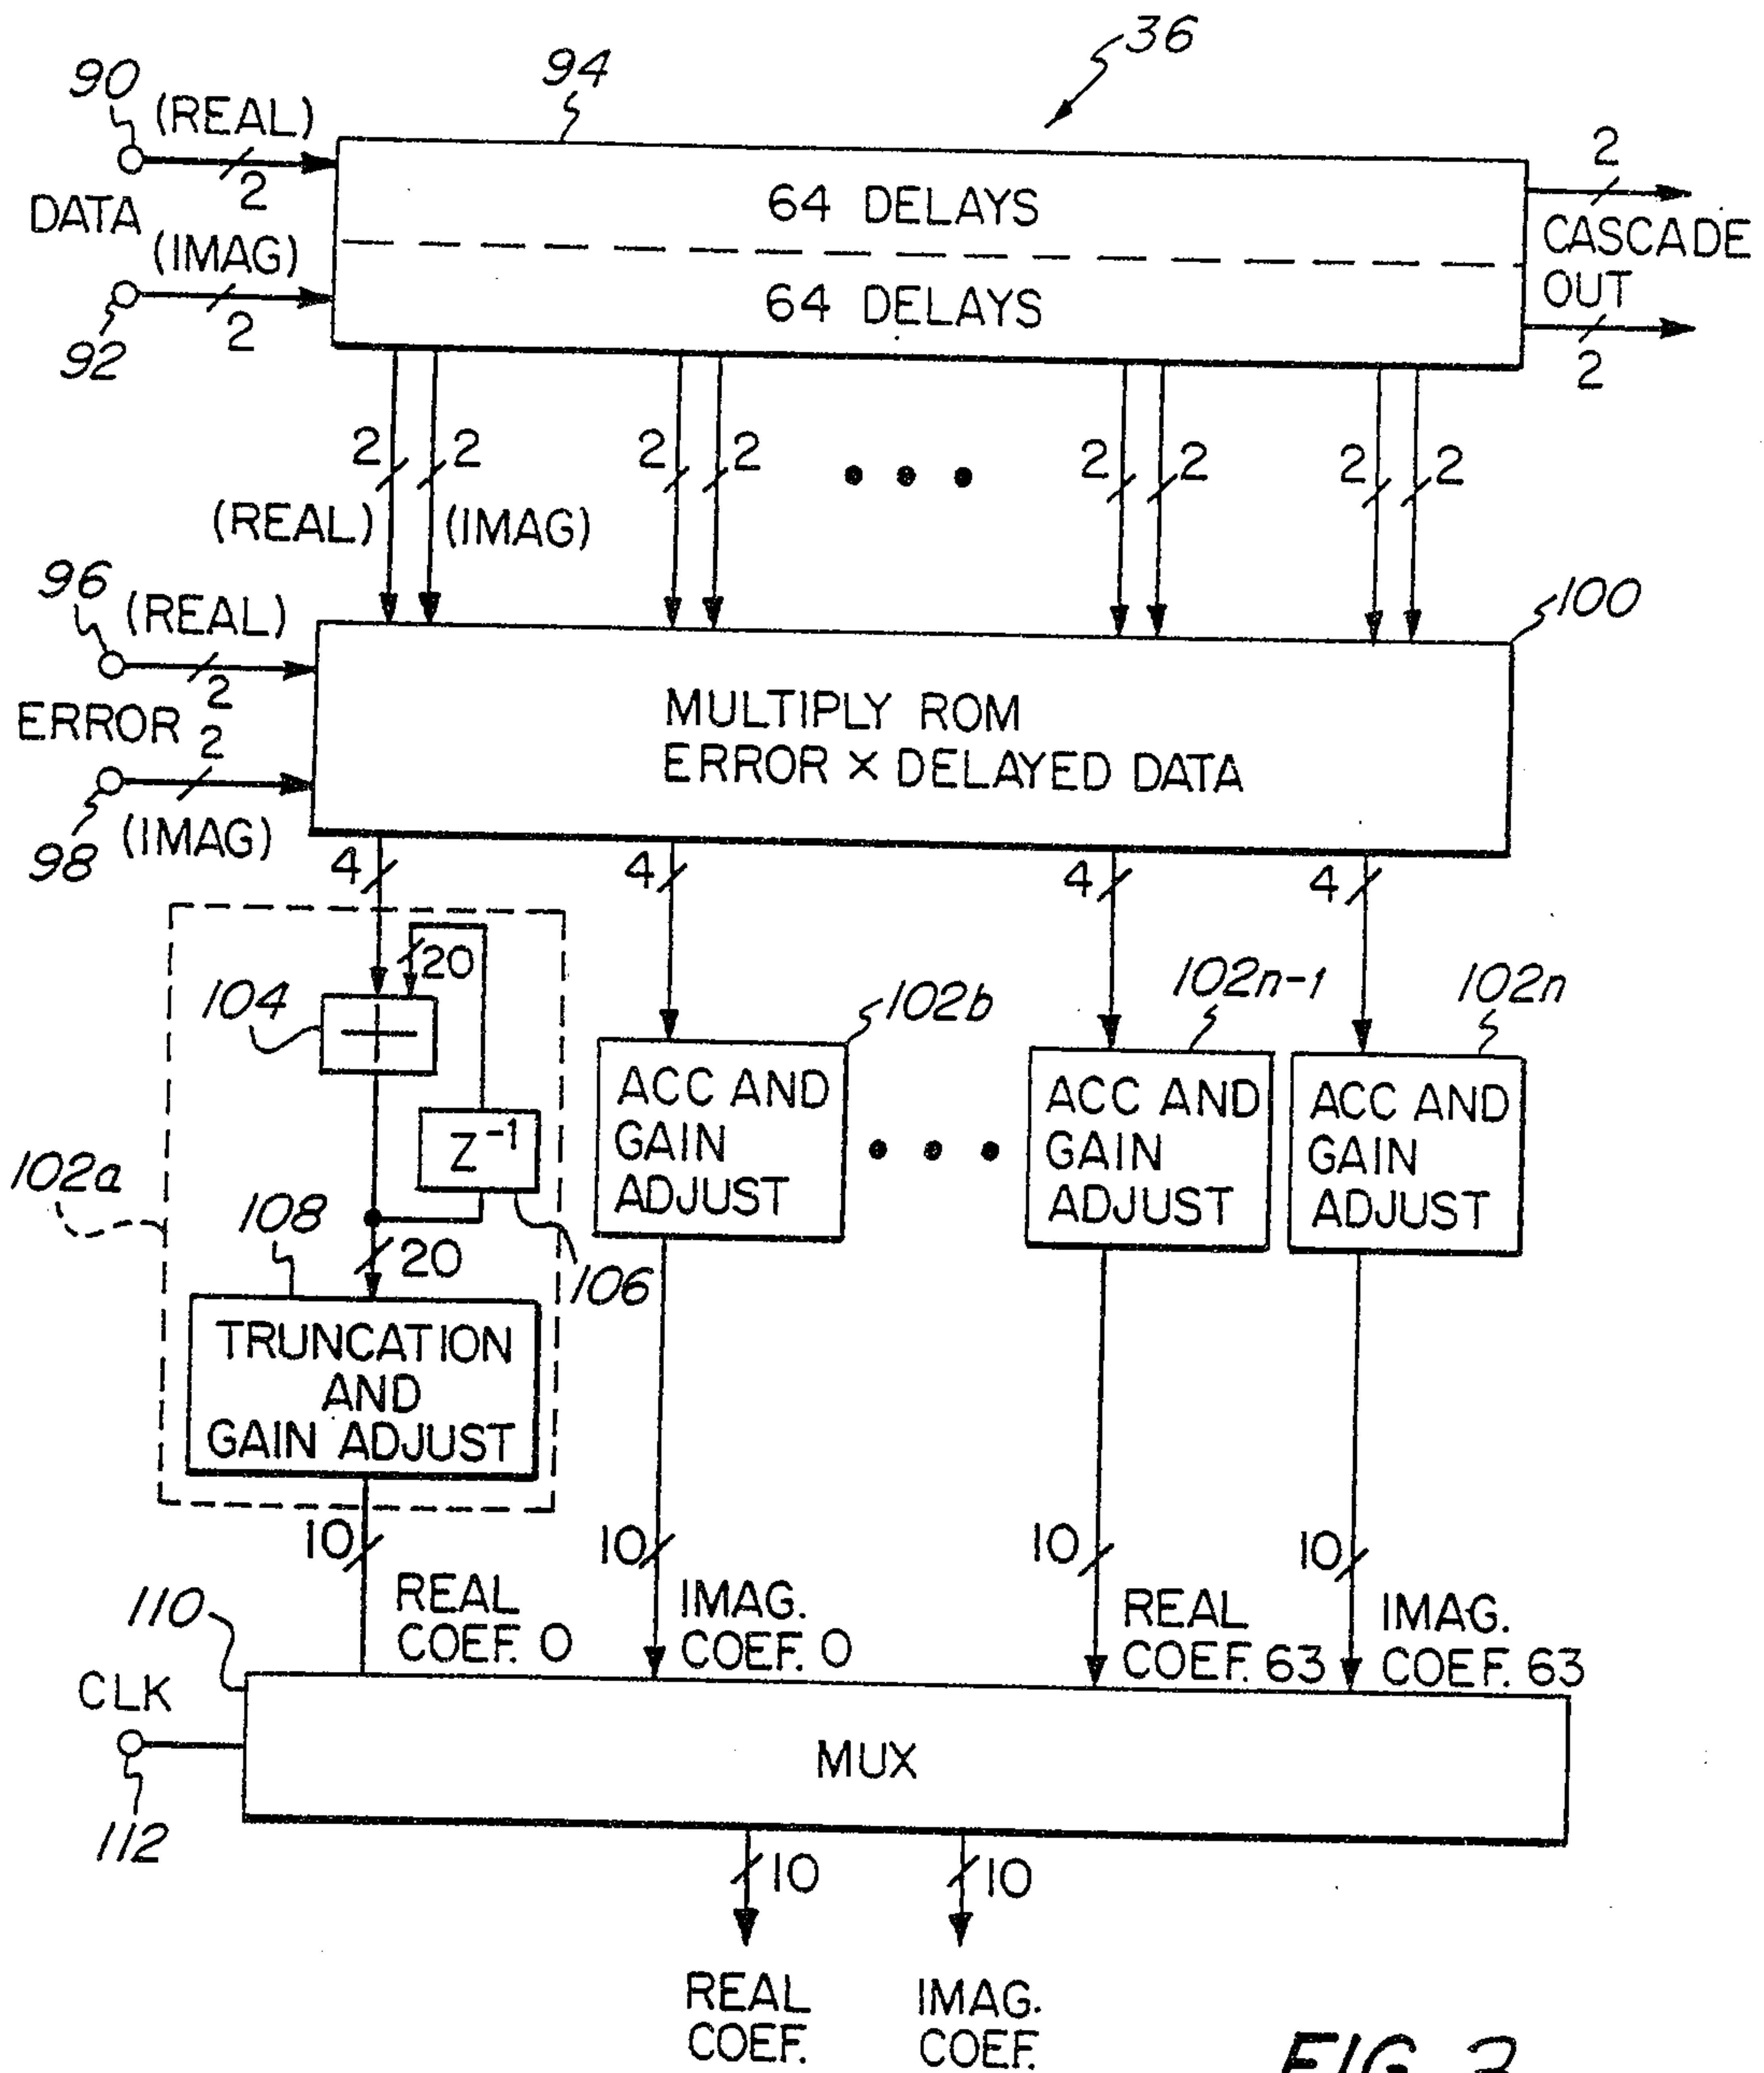 36
94
90
(REAL)
2
DATA
(IMAG)
2
92
64 DELAYS
64 DELAYS
2
CASCADE
OUT
2
2 2 2 2 • • • 2 2 2 2
(REAL) (IMAG)
96
(REAL)
2
ERROR
2
98
(IMAG)
100
MULTIPLY ROM
ERROR × DELAYED DATA
4 4 4 4
20
104
+
102b
102n-1
102n
Z⁻¹
102a
108
20
106
ACC AND
GAIN
ADJUST
• • •
ACC AND
GAIN
ADJUST
ACC AND
GAIN
ADJUST
TRUNCATION
AND
GAIN ADJUST
10 10 10 10
REAL
COEF. 0
IMAG.
COEF. 0
REAL
COEF. 63
IMAG.
COEF. 63
110
CLK
112
MUX
10 10
REAL
COEF.
IMAG.
COEF.
FIG.